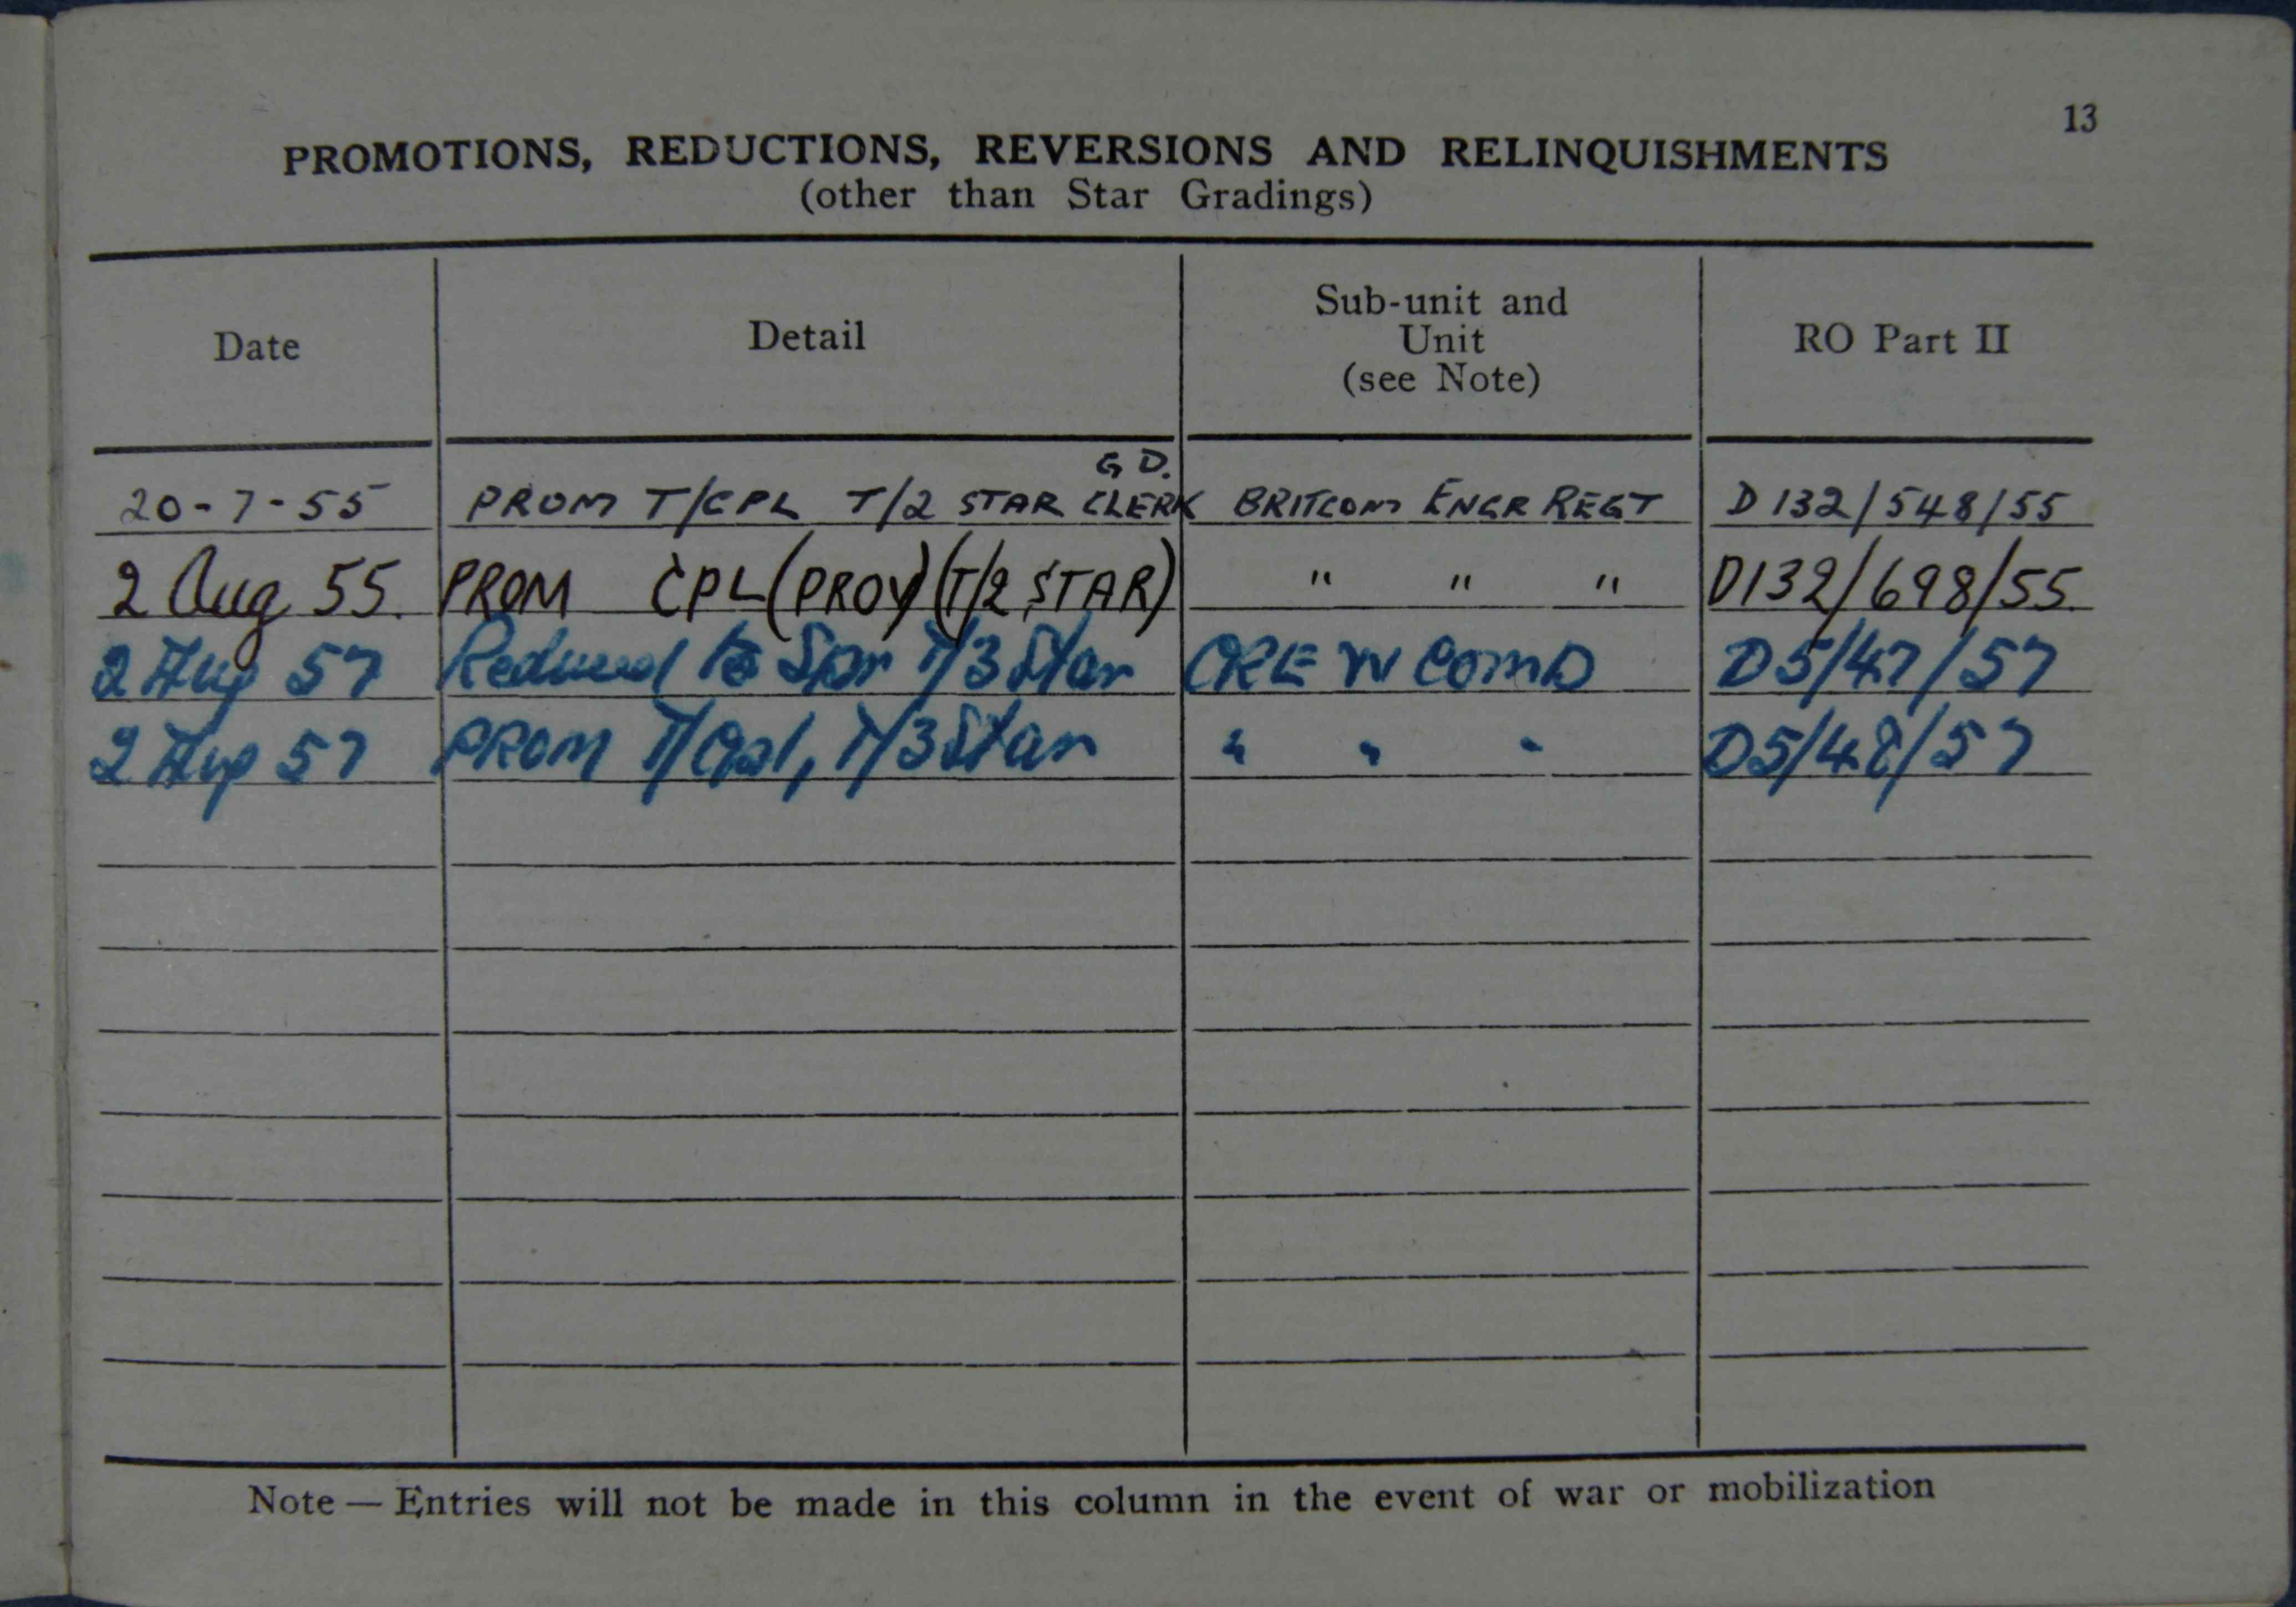 13
PROMOTIONS, REDUCTIONS, REVERSIONS AND RELINQUISHMENTS
(other than Star Gradings)
Date Detail Sub-unit and Unit (see Note) RO Part II
G D.
20-7-55 PROM T/CPL T/2 STAR CLERK BRITCOM ENGR REGT D 132/548/55
2 Aug 55. PROM CPL (PROV) (T/2 STAR) " " " D132/698/55.
2 Aug 57 Reduced to Spr T/3 Star CRE W COMD D5/47/57
2 Aug 57 PROM T/Cpl, T/3 Star " " " D5/48/57
Note — Entries will not be made in this column in the event of war or mobilization